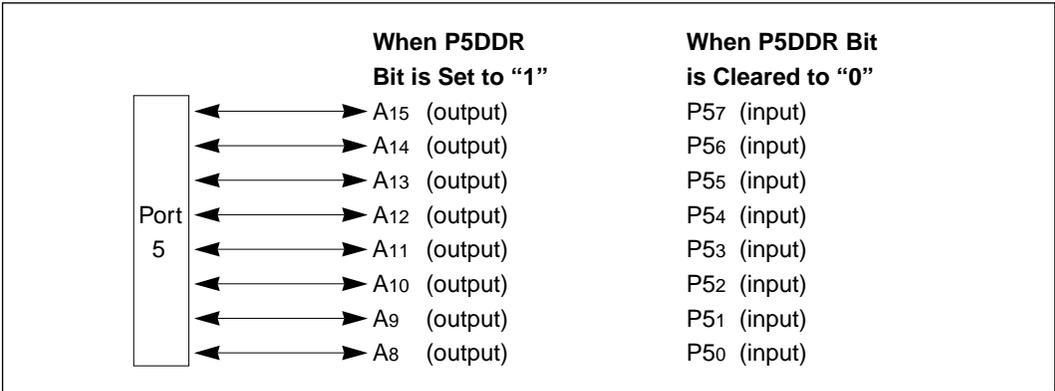 When P5DDR When P5DDR Bit
Bit is Set to “1” is Cleared to “0”
A15 (output) P57 (input)
A14 (output) P56 (input)
A13 (output) P55 (input)
Port A12 (output) P54 (input)
5 A11 (output) P53 (input)
A10 (output) P52 (input)
A9 (output) P51 (input)
A8 (output) P50 (input)